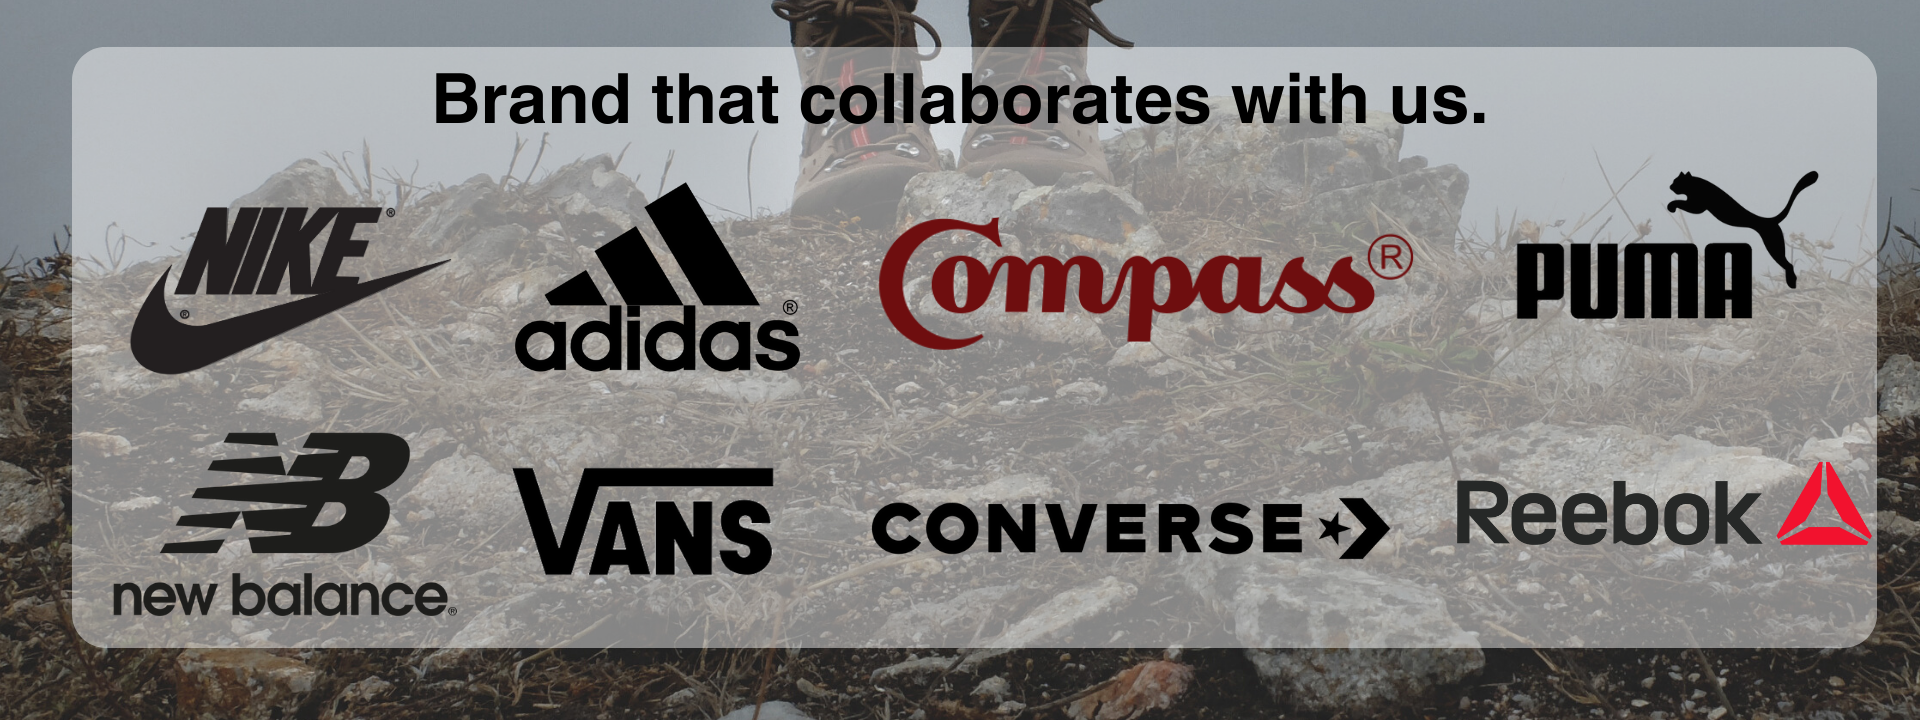 Brand that collaborates with us.
NIKE®
®
adidas®
Compass®
PUMA
NB
new balance®
VANS
CONVERSE
Reebok